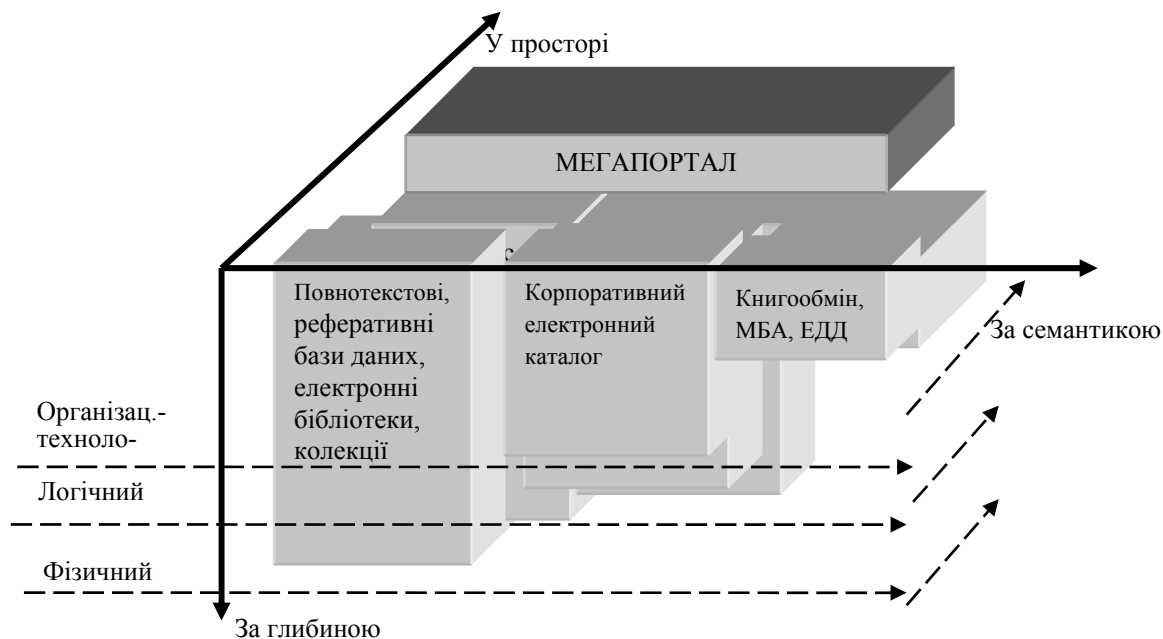 У просторі
МЕГАПОРТАЛ
с
Повнотекстові,
реферативні
бази даних,
електронні
бібліотеки,
колекції
Корпоративний
електронний
каталог
Книгообмін,
МБА, ЕДД
За семантикою
Організац.-
техноло-
Логічний
Фізичний
За глибиною